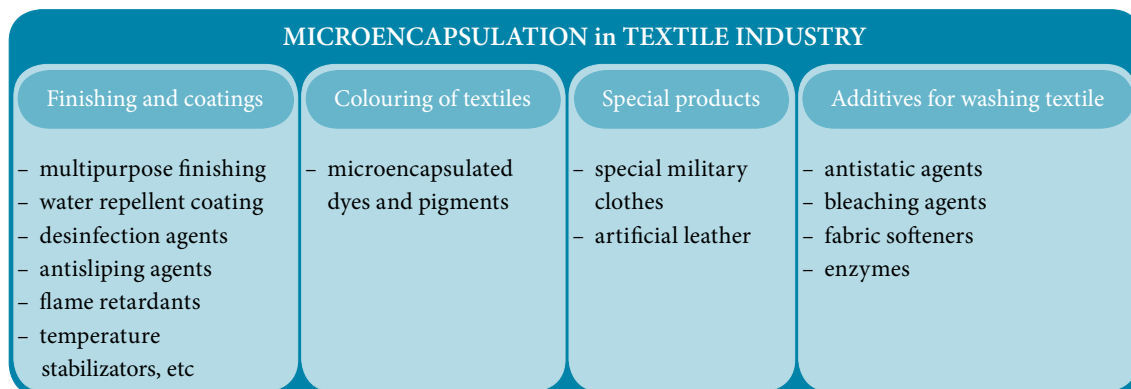 MICROENCAPSULATION in TEXTILE INDUSTRY
Finishing and coatings
– multipurpose finishing
– water repellent coating
– desinfection agents
– antisliping agents
– flame retardants
– temperature
stabilizators, etc
Colouring of textiles
– microencapsulated
dyes and pigments
Special products
– special military
clothes
– artificial leather
Additives for washing textile
– antistatic agents
– bleaching agents
– fabric softeners
– enzymes